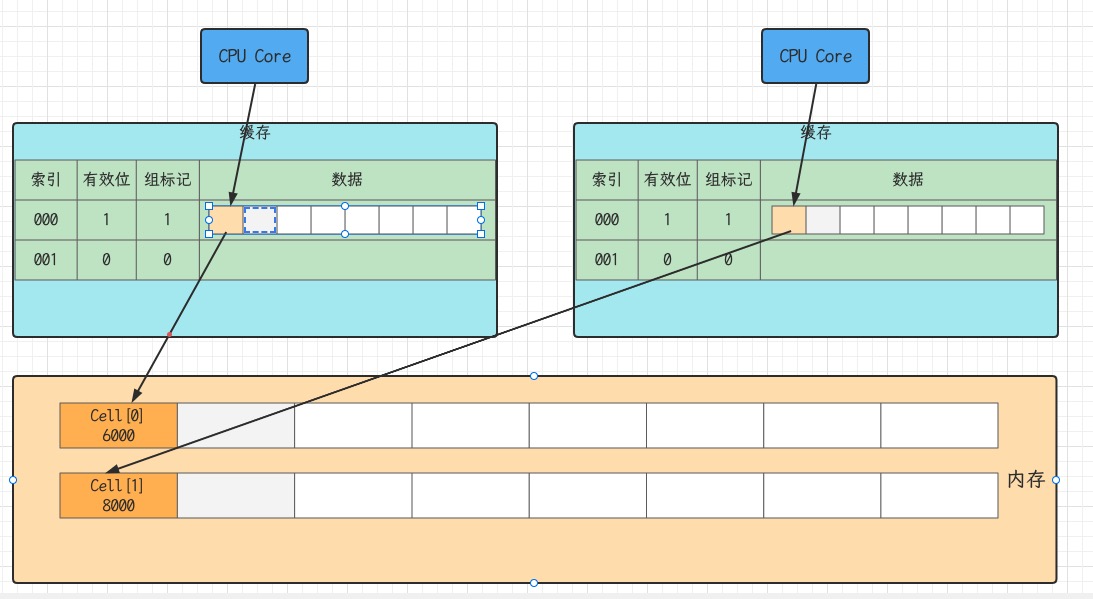 CPU Core
CPU Core
缓存
缓存
索引 有效位 组标记 数据
索引 有效位 组标记 数据
000 1 1
000 1 1
001 0 0
001 0 0
Cell[0]
6000
Cell[1]
8000
内存